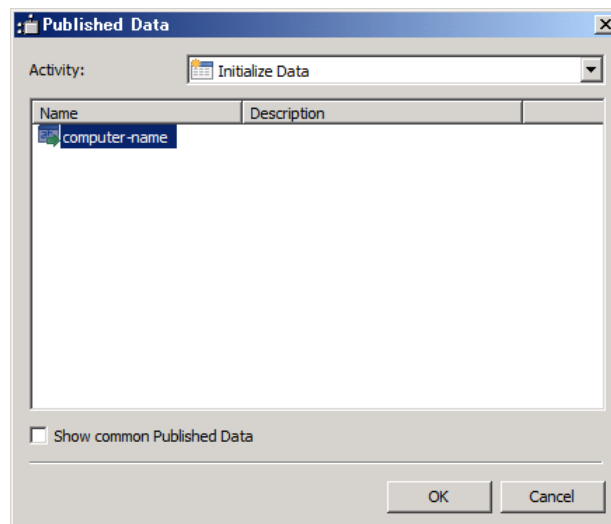 Published Data
Activity: Initialize Data
Name Description
computer-name
Show common Published Data
OK Cancel